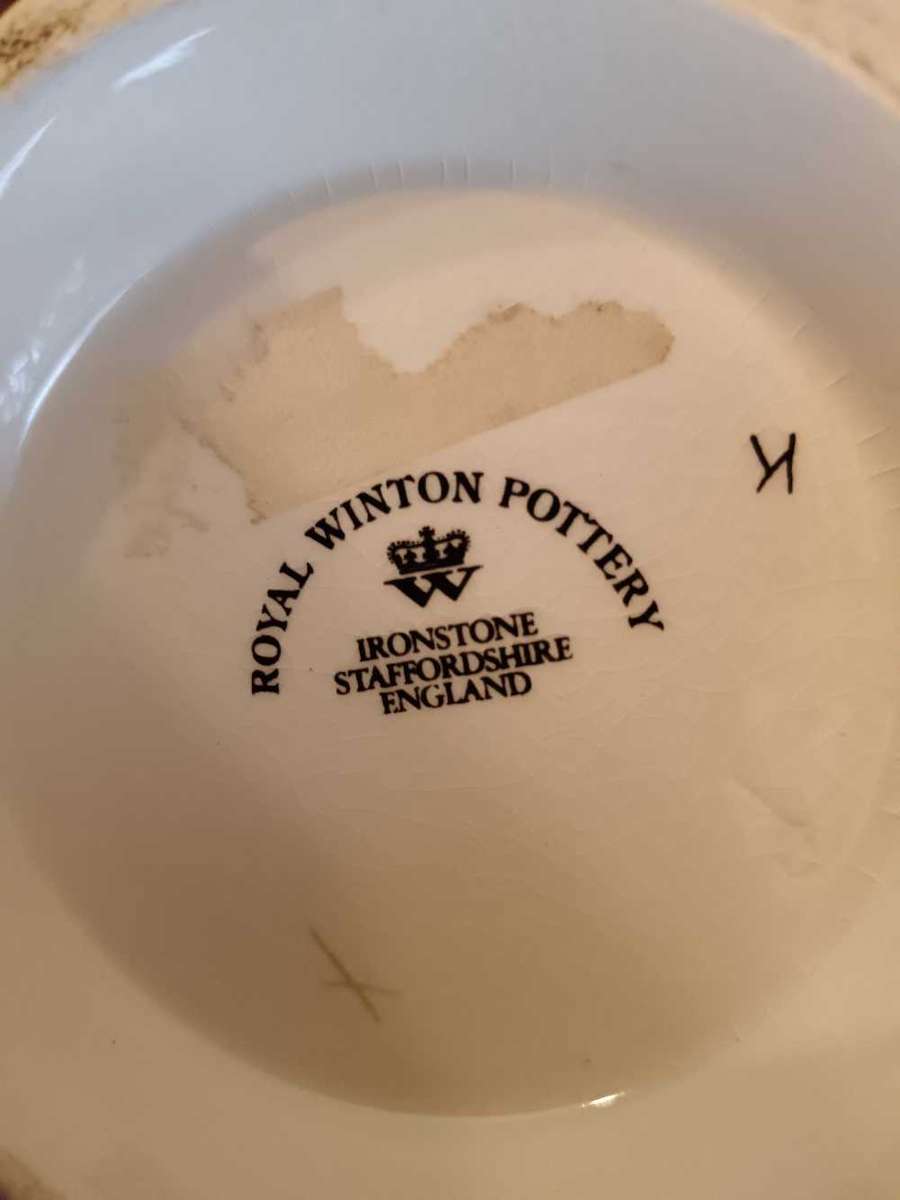 ROYAL WINTON POTTERY
W
IRONSTONE
STAFFORDSHIRE
ENGLAND